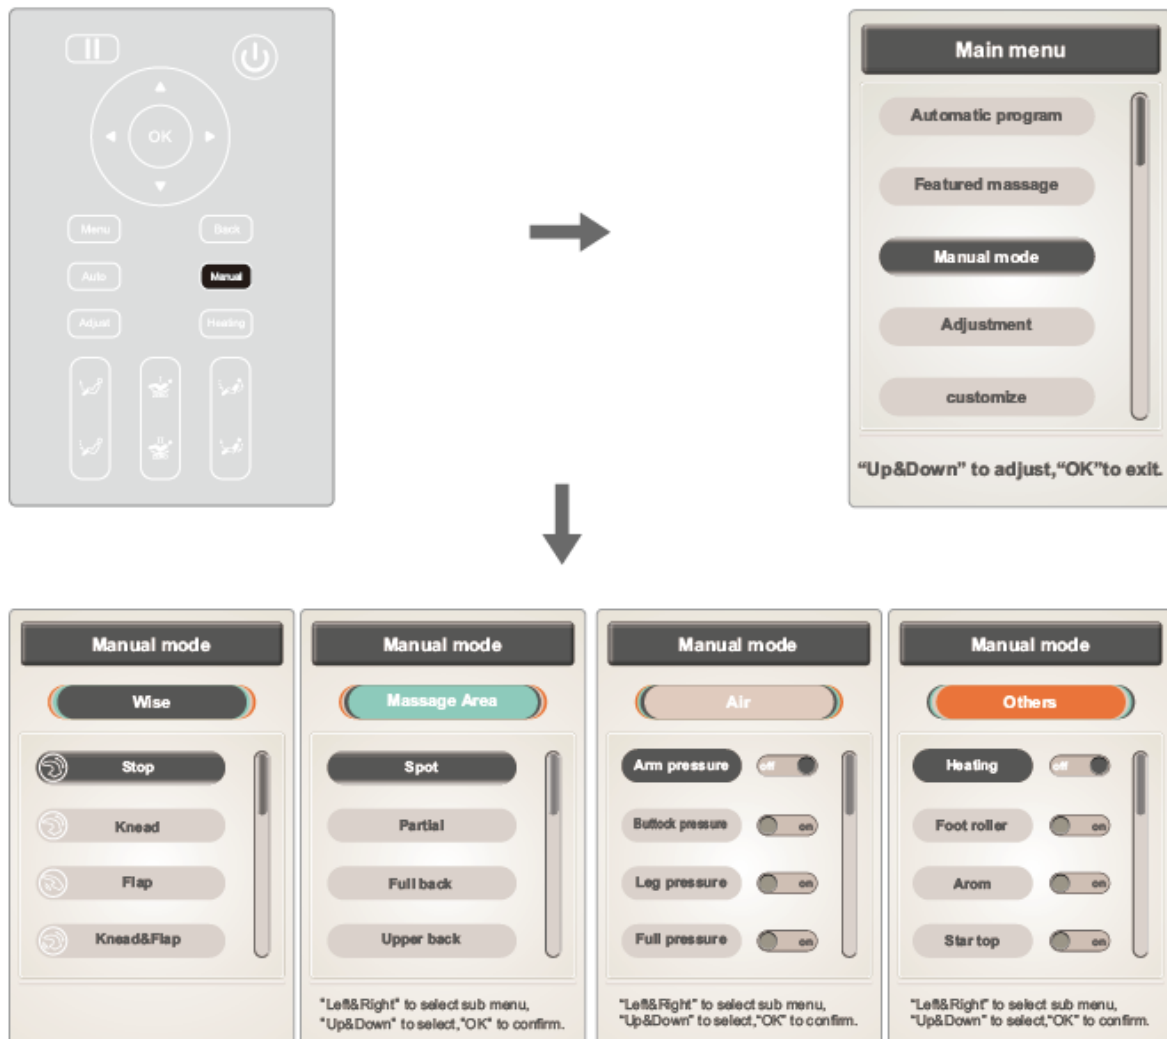 OK
Menu
Back
Auto
Manual
Adjust
Heating
Main menu
Automatic program
Featured massage
Manual mode
Adjustment
customize
“Up&Down” to adjust,“OK”to exit.
Manual mode
Wise
Stop
Knead
Flap
Knead&Flap
Manual mode
Massage Area
Spot
Partial
Full back
Upper back
"Left&Right" to select sub menu,
"Up&Down" to select,"OK" to confirm.
Manual mode
Air
Arm pressure off
Buttock pressure on
Leg pressure on
Full pressure on
"Left&Right" to select sub menu,
"Up&Down" to select,"OK" to confirm.
Manual mode
Others
Heating off
Foot roller on
Arom on
Star top on
"Left&Right" to select sub menu,
"Up&Down" to select,"OK" to confirm.